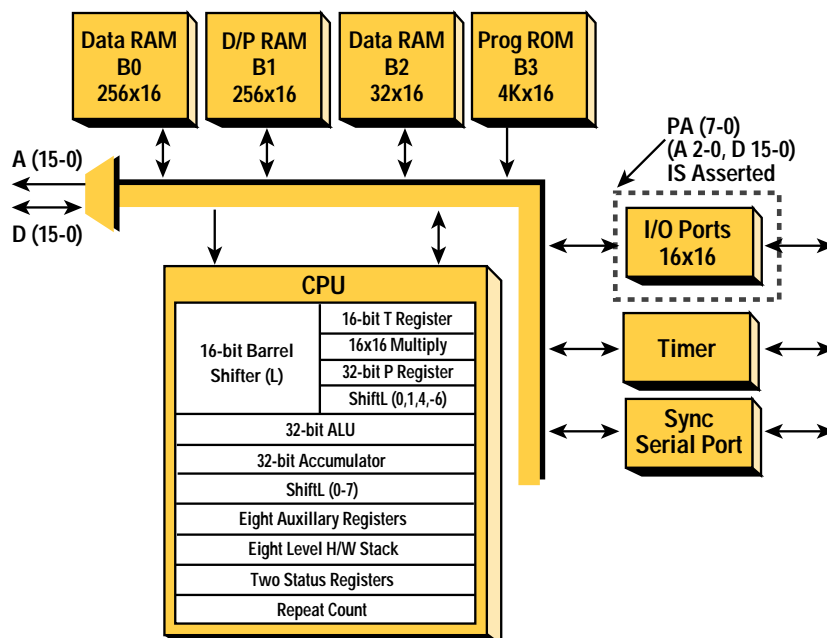 Data RAM
B0
256x16
D/P RAM
B1
256x16
Data RAM
B2
32x16
Prog ROM
B3
4Kx16
PA (7-0)
(A 2-0, D 15-0)
IS Asserted
A (15-0)
D (15-0)
I/O Ports
16x16
Timer
Sync
Serial Port
CPU
16-bit Barrel
Shifter (L)
16-bit T Register
16x16 Multiply
32-bit P Register
ShiftL (0,1,4,-6)
32-bit ALU
32-bit Accumulator
ShiftL (0-7)
Eight Auxillary Registers
Eight Level H/W Stack
Two Status Registers
Repeat Count